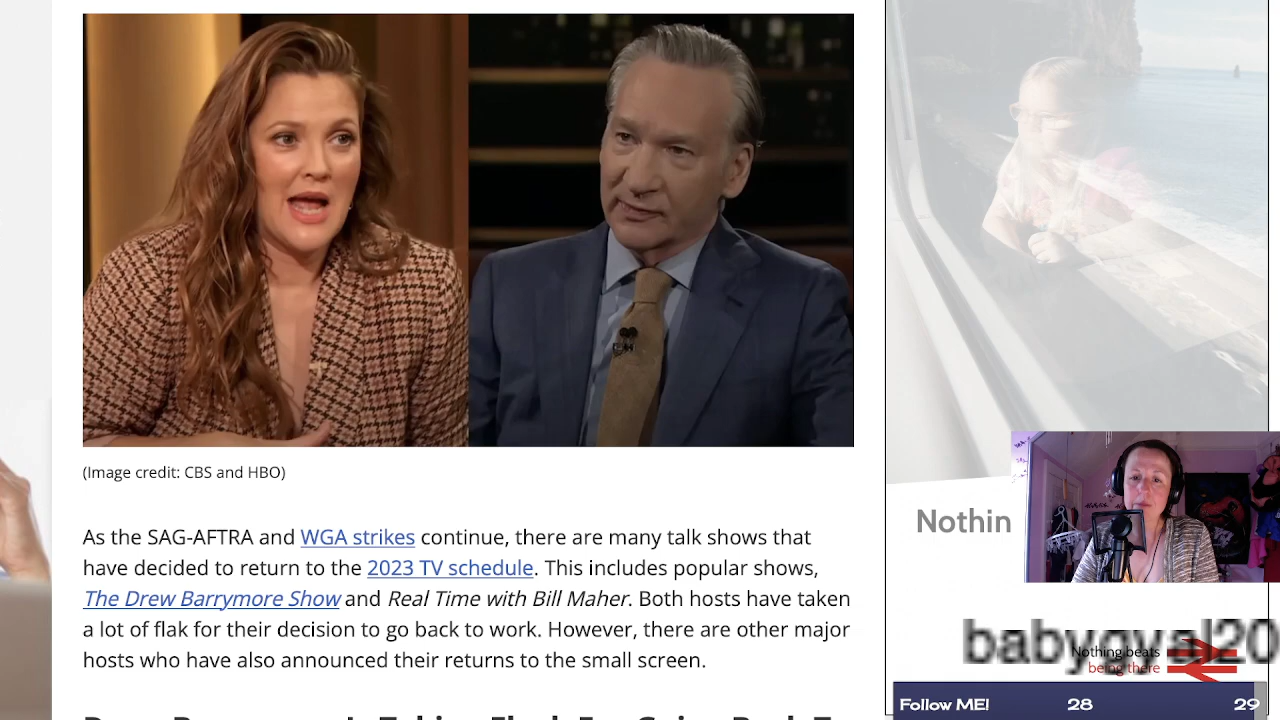 (Image credit: CBS and HBO)
As the SAG-AFTRA and WGA strikes continue, there are many talk shows that
have decided to return to the 2023 TV schedule. This includes popular shows,
The Drew Barrymore Show and Real Time with Bill Maher. Both hosts have taken
a lot of flak for their decision to go back to work. However, there are other major
hosts who have also announced their returns to the small screen.
Nothin
Nothing beats
being there
Follow ME! 28 29